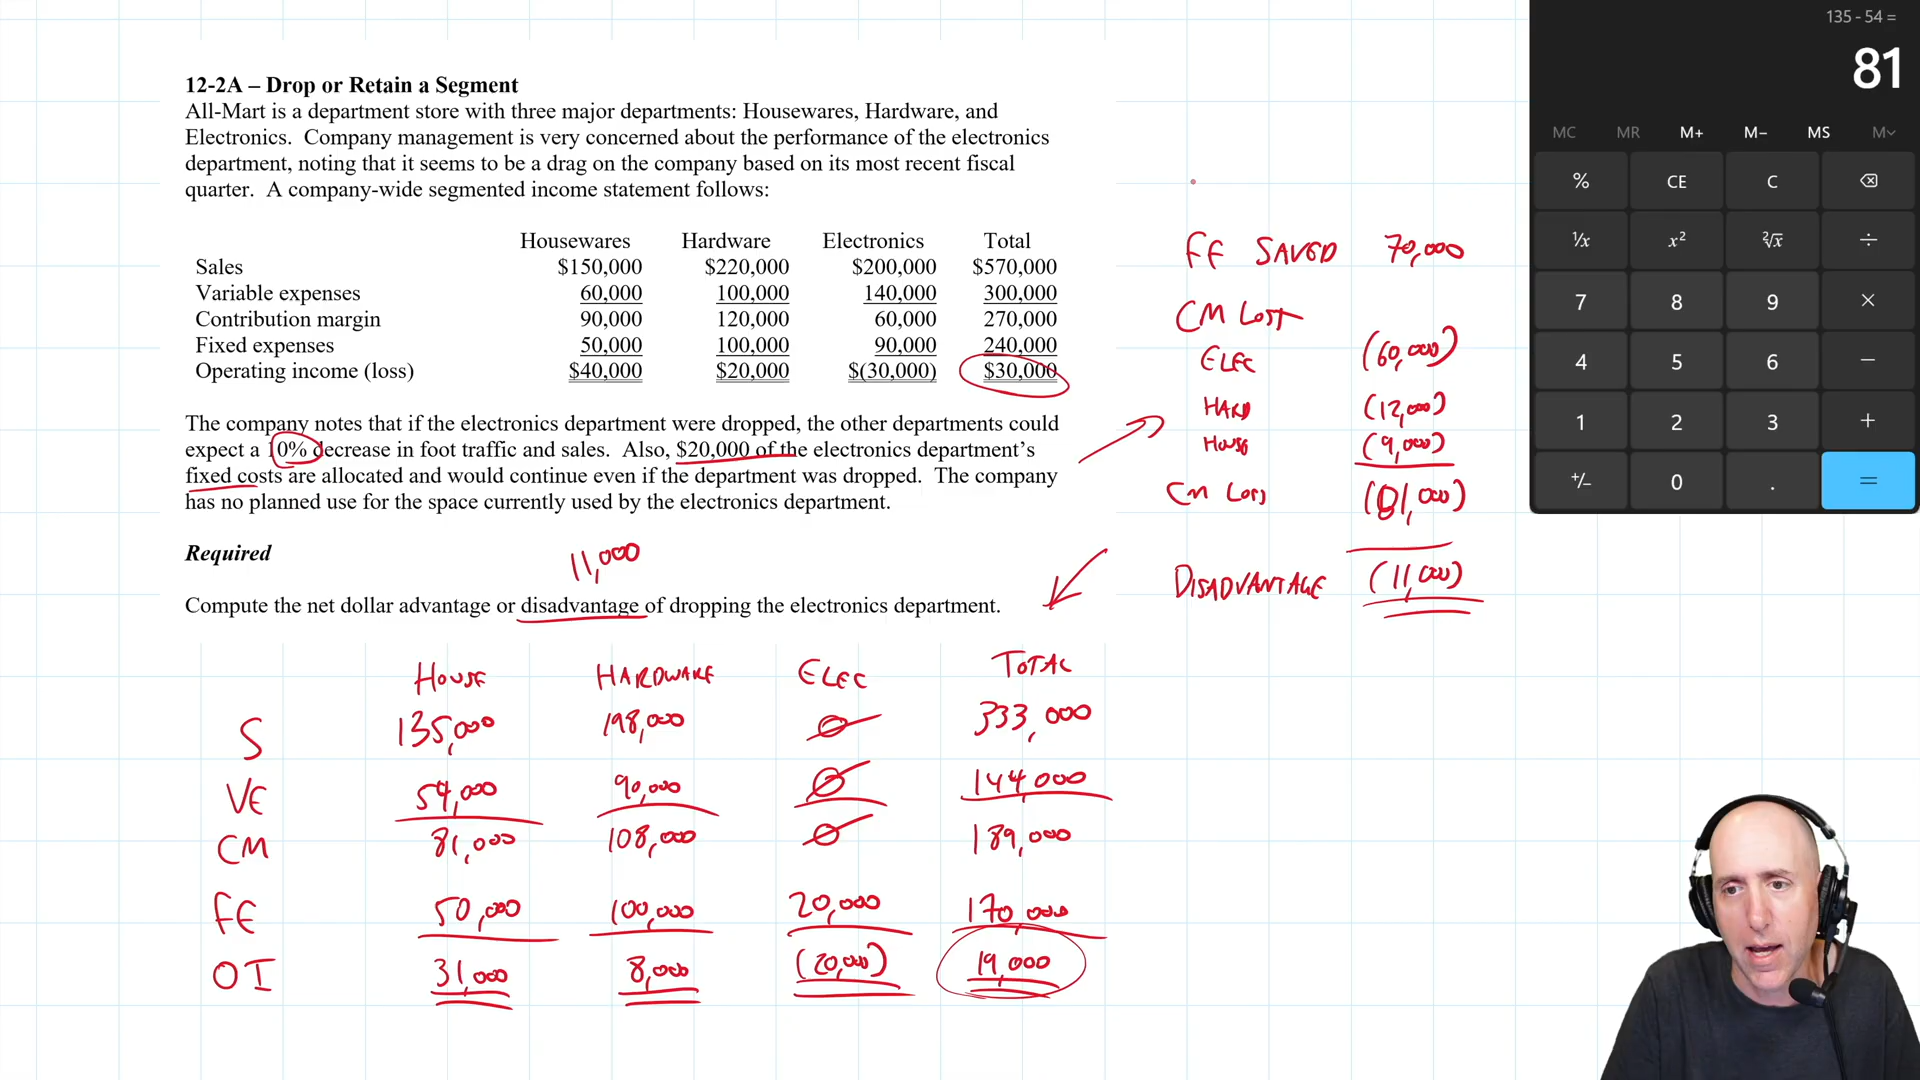 12-2A – Drop or Retain a Segment
All-Mart is a department store with three major departments: Housewares, Hardware, and
Electronics. Company management is very concerned about the performance of the electronics
department, noting that it seems to be a drag on the company based on its most recent fiscal
quarter. A company-wide segmented income statement follows:
Housewares Hardware Electronics Total
Sales $150,000 $220,000 $200,000 $570,000
Variable expenses 60,000 100,000 140,000 300,000
Contribution margin 90,000 120,000 60,000 270,000
Fixed expenses 50,000 100,000 90,000 240,000
Operating income (loss) $40,000 $20,000 $(30,000) $30,000
The company notes that if the electronics department were dropped, the other departments could
expect a 10% decrease in foot traffic and sales. Also, $20,000 of the electronics department's
fixed costs are allocated and would continue even if the department was dropped. The company
has no planned use for the space currently used by the electronics department.
Required
11,000
Compute the net dollar advantage or disadvantage of dropping the electronics department.
HOUSE HARDWARE ELEC TOTAL
S 135,000 198,000 0 333,000
VE 54,000 90,000 0 144,000
CM 81,000 108,000 0 189,000
FE 50,000 100,000 20,000 170,000
OI 31,000 8,000 (20,000) 19,000
FE SAVED 70,000
CM LOST
ELEC (60,000)
HARD (12,000)
HOUSE (9,000)
CM LOSS (81,000)
DISADVANTAGE (11,000)
135 - 54 =
81
MC MR M+ M− MS M˅
% CE C ⌫
¹/x x² ²√x ÷
7 8 9 ×
4 5 6 −
1 2 3 +
+/− 0 . =